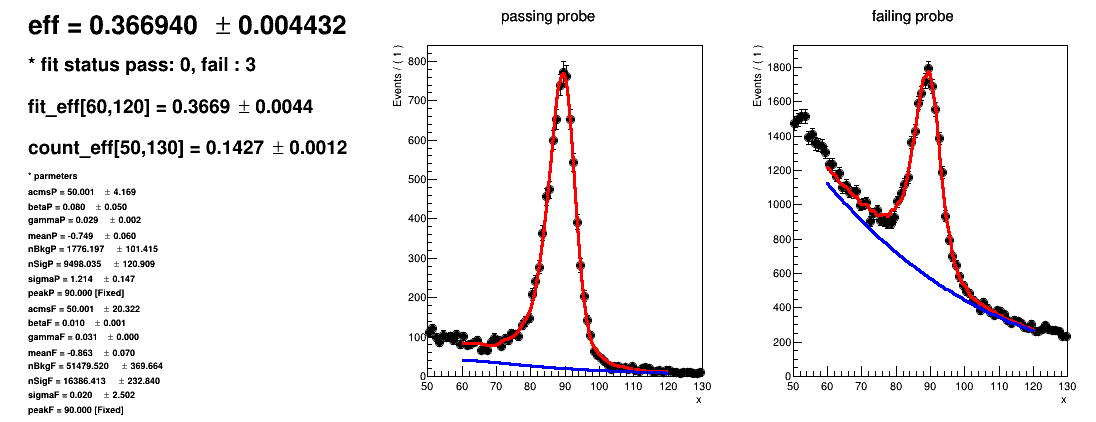 eff = 0.366940 ± 0.004432
* fit status pass: 0, fail : 3
fit_eff[60,120] = 0.3669 ± 0.0044
count_eff[50,130] = 0.1427 ± 0.0012
* parmeters
acmsP = 50.001 ± 4.169
betaP = 0.080 ± 0.050
gammaP = 0.029 ± 0.002
meanP = -0.749 ± 0.060
nBkgP = 1776.197 ± 101.415
nSigP = 9498.035 ± 120.909
sigmaP = 1.214 ± 0.147
peakP = 90.000 [Fixed]
acmsF = 50.001 ± 20.322
betaF = 0.010 ± 0.001
gammaF = 0.031 ± 0.000
meanF = -0.863 ± 0.070
nBkgF = 51479.520 ± 369.664
nSigF = 16386.413 ± 232.840
sigmaF = 0.020 ± 2.502
peakF = 90.000 [Fixed]
passing probe
Events / ( 1 )
800
700
600
500
400
300
200
100
0
50 60 70 80 90 100 110 120 130
x
failing probe
Events / ( 1 )
1800
1600
1400
1200
1000
800
600
400
200
0
50 60 70 80 90 100 110 120 130
x